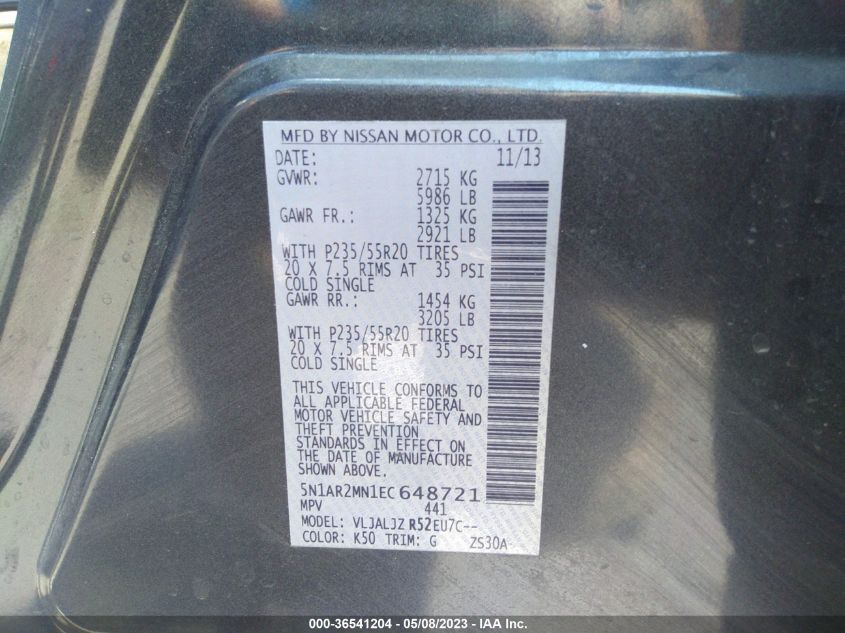 MFD BY NISSAN MOTOR CO., LTD.
DATE: 11/13
GVWR: 2715 KG
5986 LB
GAWR FR.: 1325 KG
2921 LB
WITH P235/55R20 TIRES
20 X 7.5 RIMS AT 35 PSI
COLD SINGLE
GAWR RR.: 1454 KG
3205 LB
WITH P235/55R20 TIRES
20 X 7.5 RIMS AT 35 PSI
COLD SINGLE
THIS VEHICLE CONFORMS TO
ALL APPLICABLE FEDERAL
MOTOR VEHICLE SAFETY AND
THEFT PREVENTION
STANDARDS IN EFFECT ON
THE DATE OF MANUFACTURE
SHOWN ABOVE.
5N1AR2MN1EC648721
MPV 441
MODEL: VLJALJZ R52EU7C--
COLOR: K50 TRIM: G ZS30A
000-36541204 - 05/08/2023 - IAA Inc.